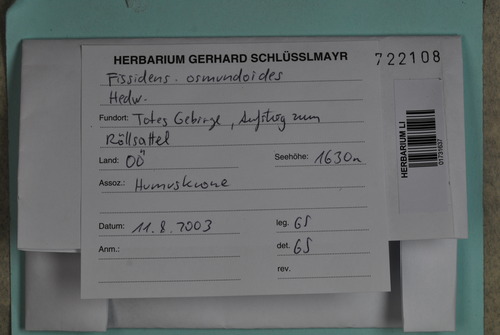 HERBARIUM GERHARD SCHLÜSSLMAYR
722108
Fissidens osmundoides
Hedw.
Fundort: Totes Gebirge, Aufstieg zum
Röllsattel
Land: OÖ Seehöhe: 1630m
Assoz.: Humuskrone
Datum: 11.8.2003 leg. GS
Anm.: det. GS
rev.
HERBARIUM LI
01731637